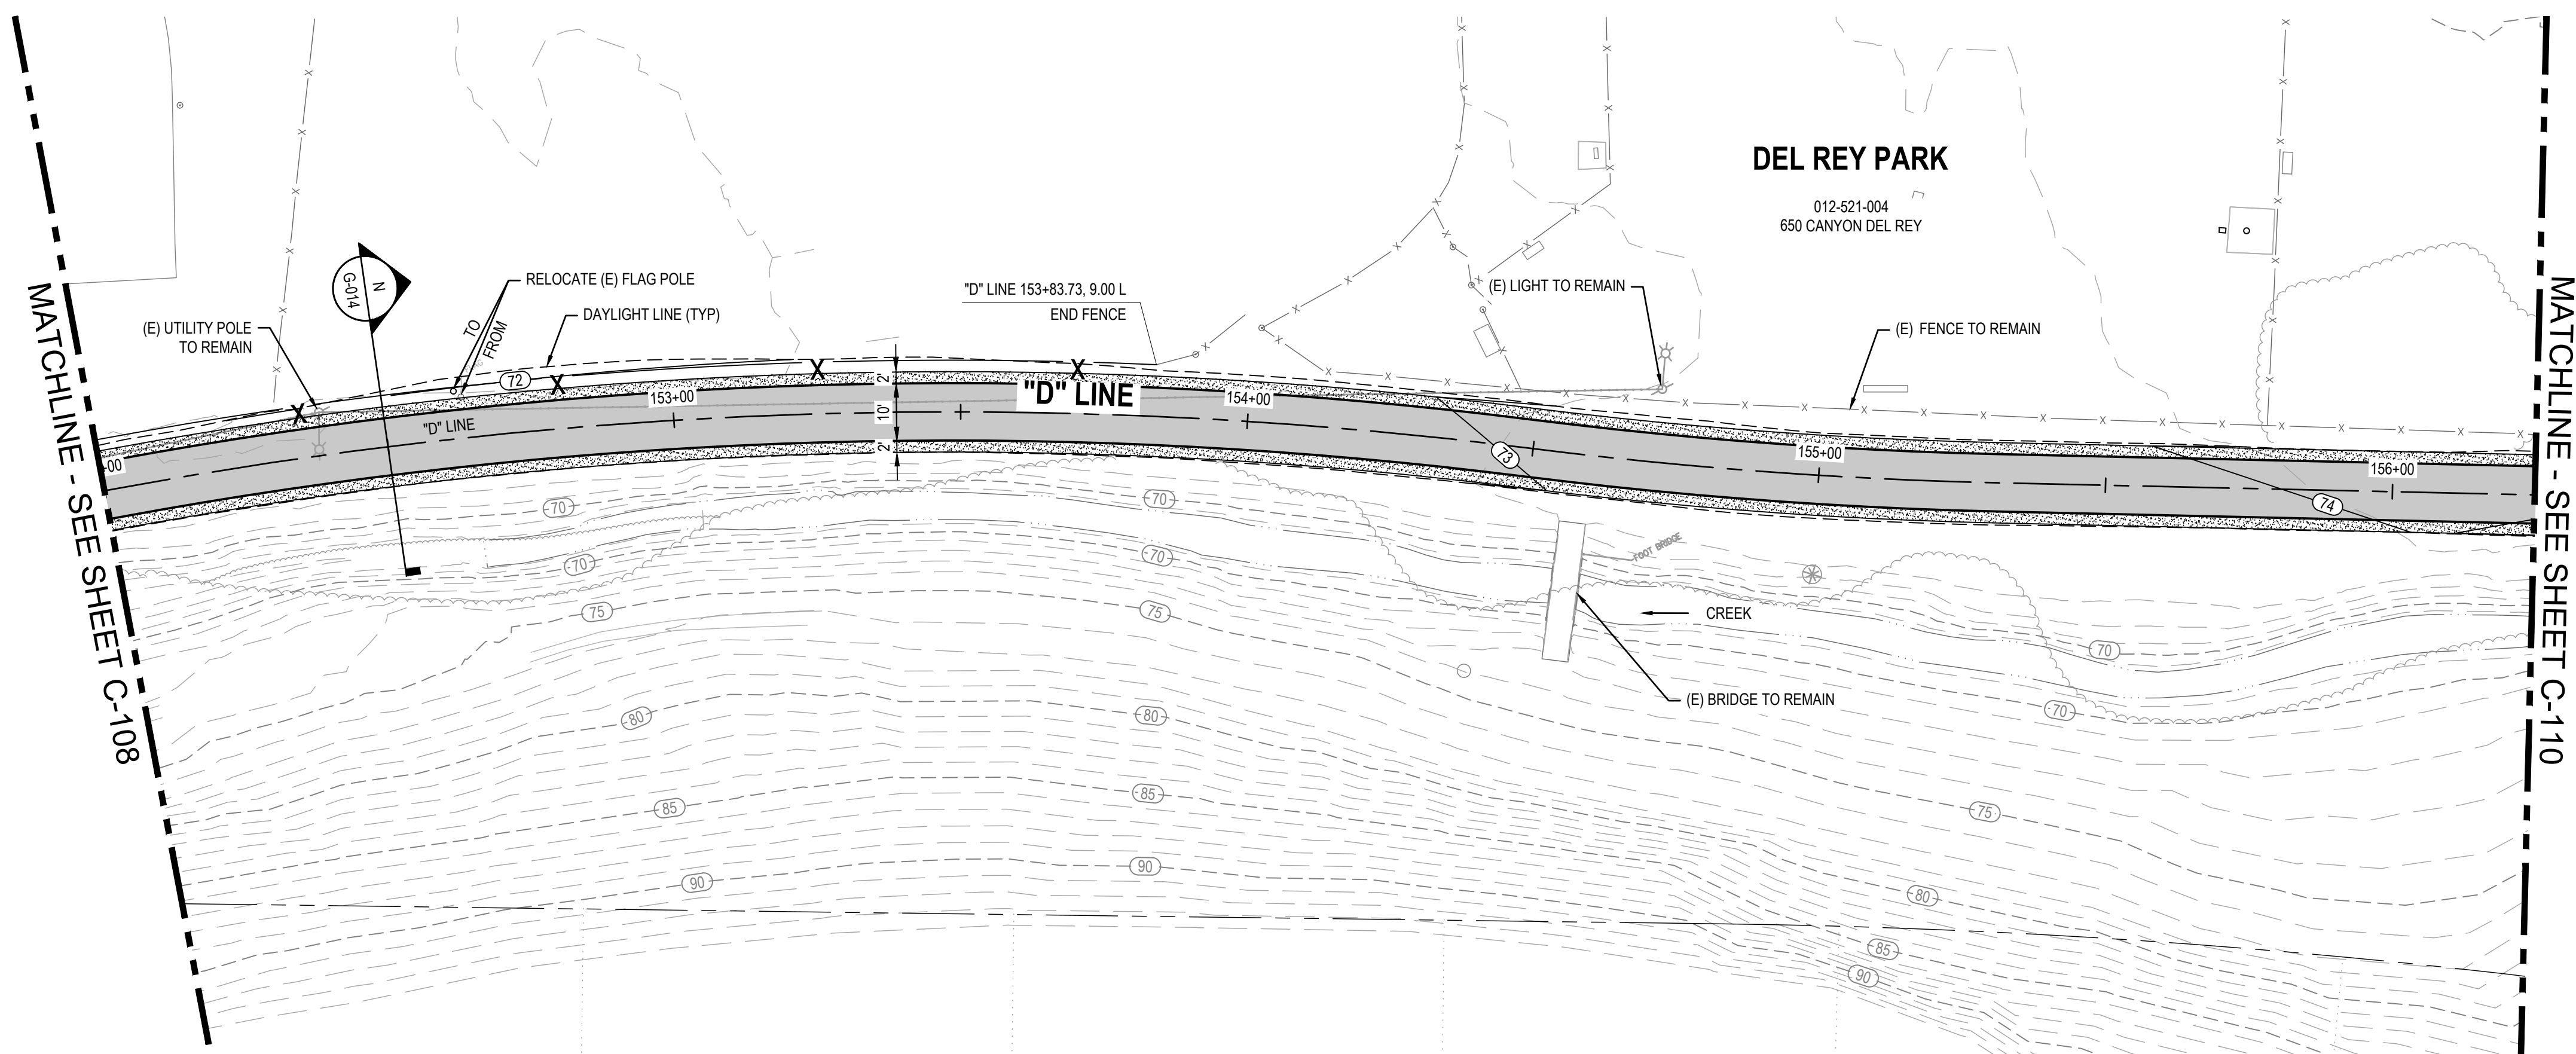 MATCHLINE - SEE SHEET C-108
(E) UTILITY POLE
TO REMAIN
N
G-014
TO
FROM
RELOCATE (E) FLAG POLE
DAYLIGHT LINE (TYP)
"D" LINE 153+83.73, 9.00 L
END FENCE
(E) LIGHT TO REMAIN
DEL REY PARK
012-521-004
650 CANYON DEL REY
(E) FENCE TO REMAIN
72
+00
"D" LINE
153+00
2'
10'
2'
"D" LINE
154+00
73
155+00
74
156+00
70
70
70
70
FOOT BRIDGE
CREEK
(E) BRIDGE TO REMAIN
75
75
70
70
80
80
85
85
75
90
90
80
85
90
MATCHLINE - SEE SHEET C-110